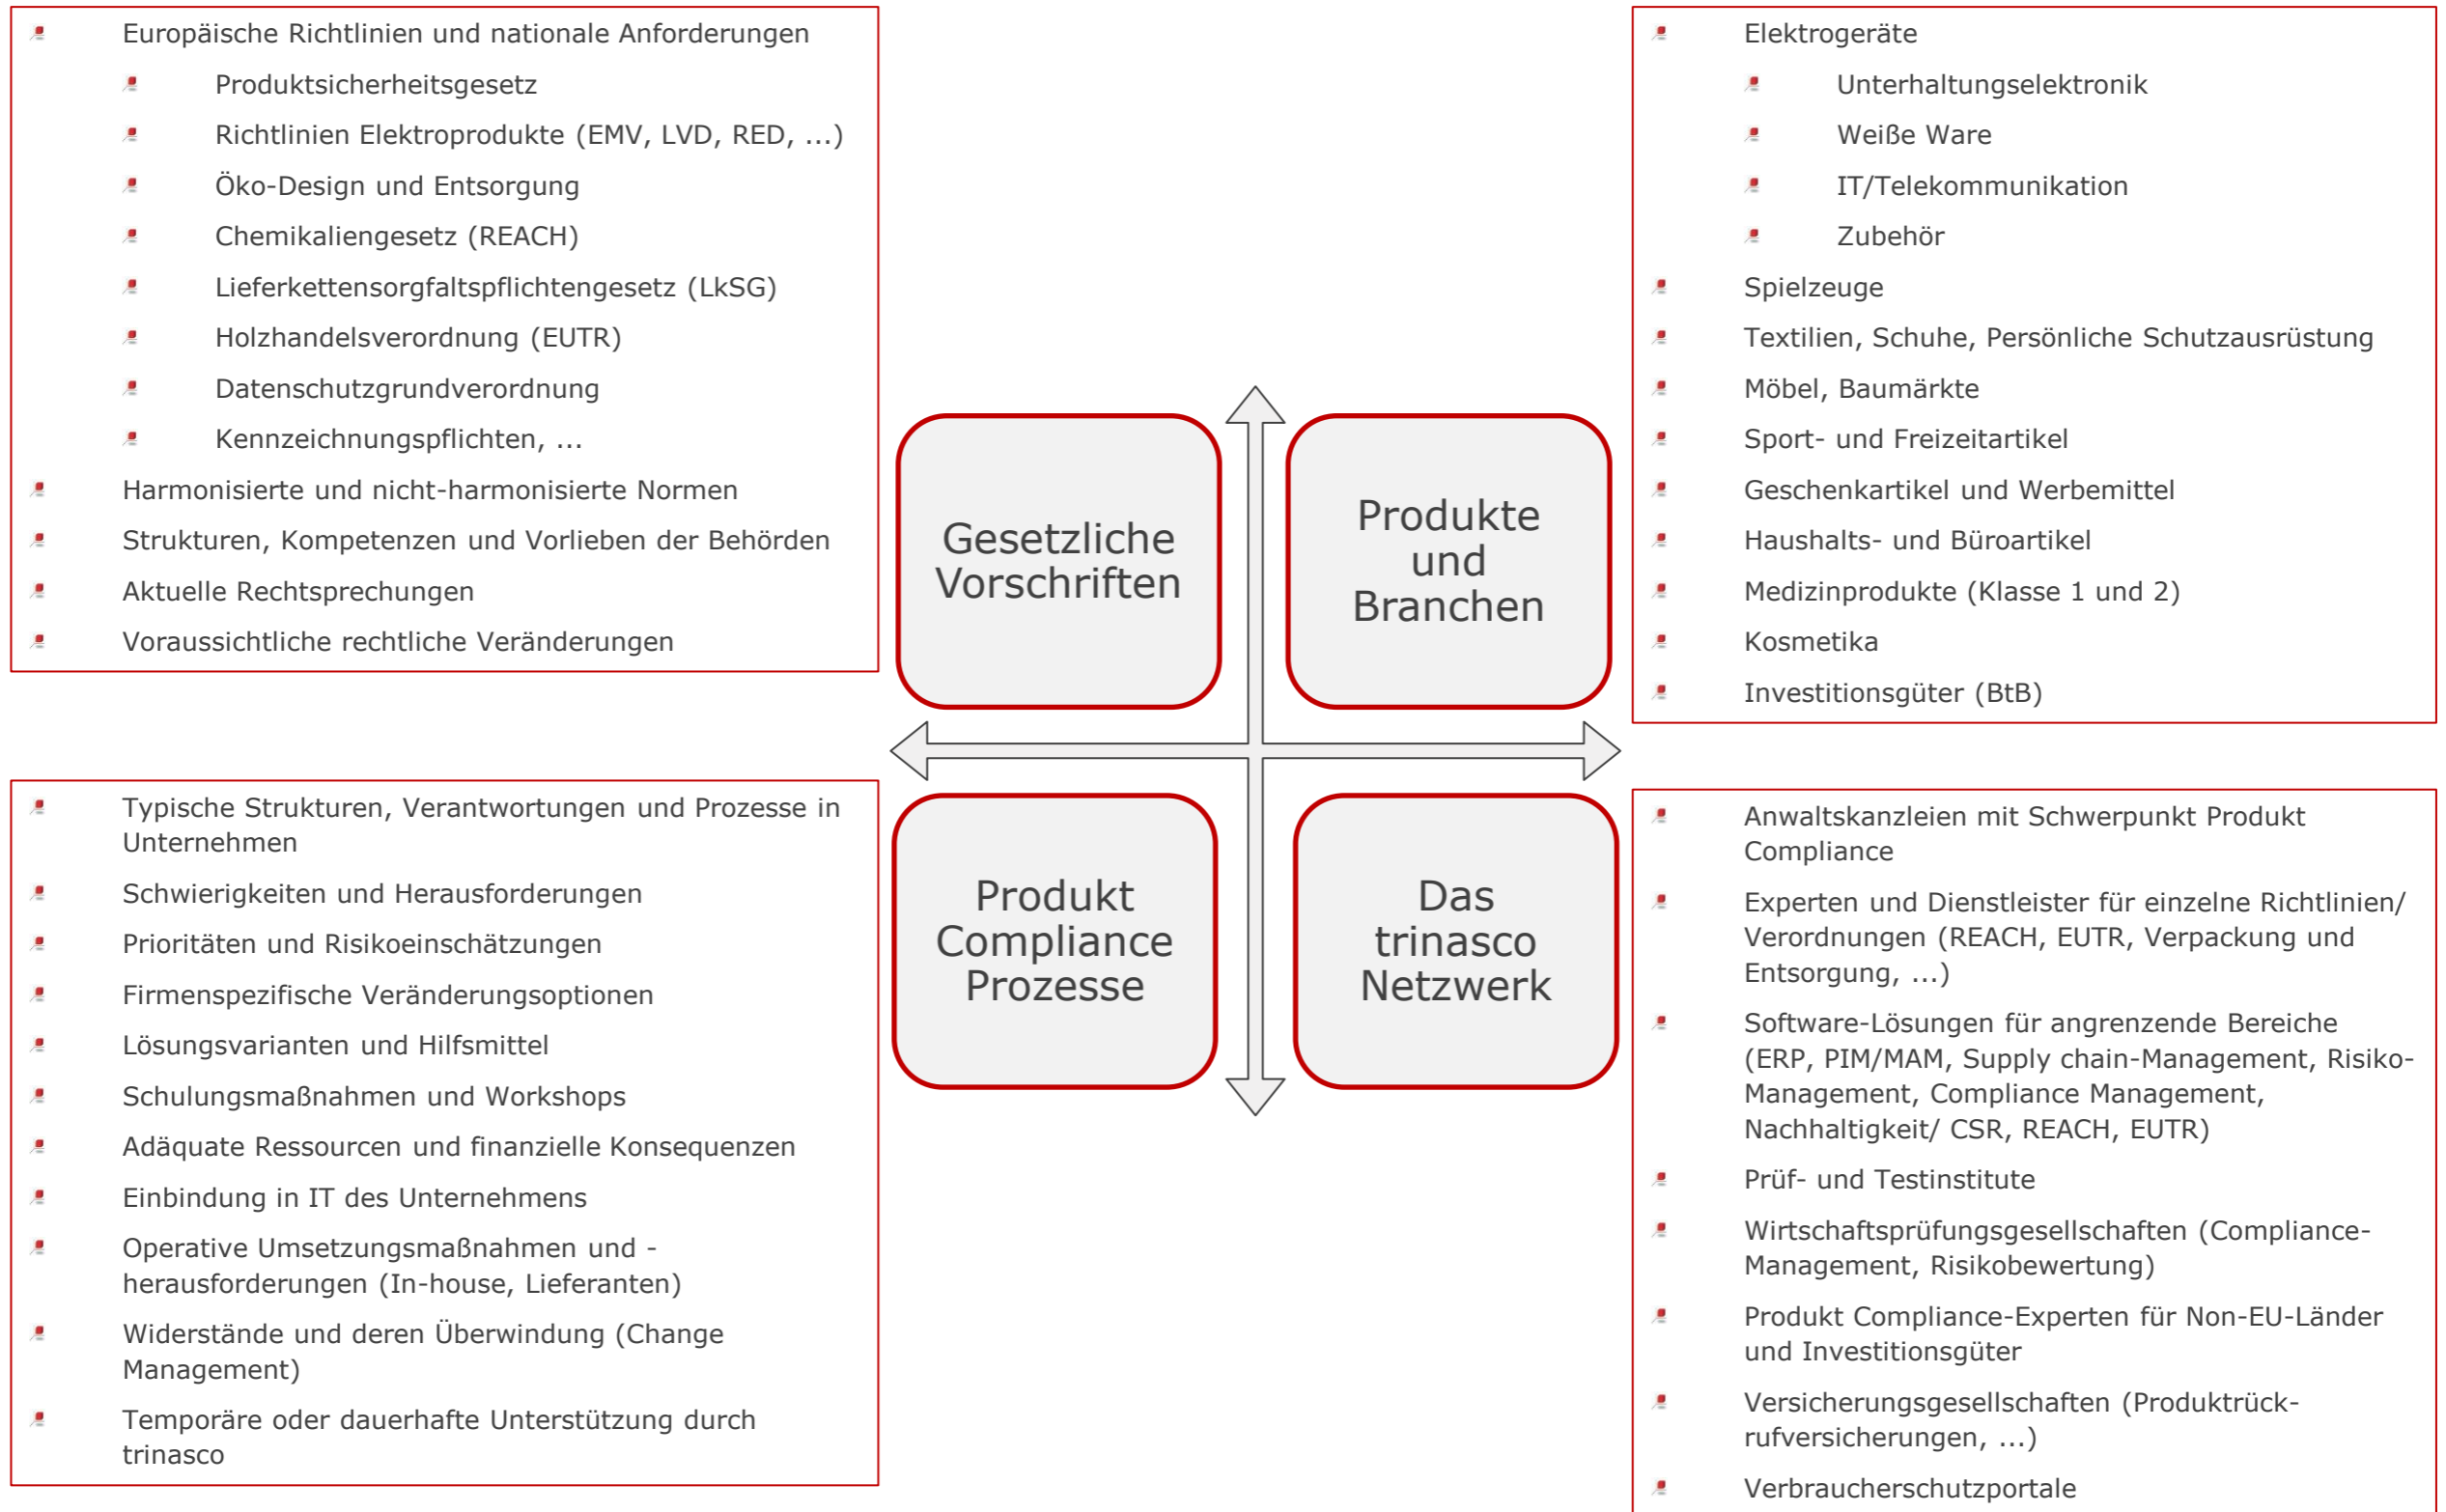 Europäische Richtlinien und nationale Anforderungen
Produktsicherheitsgesetz
Richtlinien Elektroprodukte (EMV, LVD, RED, ...)
Öko-Design und Entsorgung
Chemikaliengesetz (REACH)
Lieferkettensorgfaltspflichtengesetz (LkSG)
Holzhandelsverordnung (EUTR)
Datenschutzgrundverordnung
Kennzeichnungspflichten, ...
Harmonisierte und nicht-harmonisierte Normen
Strukturen, Kompetenzen und Vorlieben der Behörden
Aktuelle Rechtsprechungen
Voraussichtliche rechtliche Veränderungen
Gesetzliche
Vorschriften
Produkte
und
Branchen
Elektrogeräte
Unterhaltungselektronik
Weiße Ware
IT/Telekommunikation
Zubehör
Spielzeuge
Textilien, Schuhe, Persönliche Schutzausrüstung
Möbel, Baumärkte
Sport- und Freizeitartikel
Geschenkartikel und Werbemittel
Haushalts- und Büroartikel
Medizinprodukte (Klasse 1 und 2)
Kosmetika
Investitionsgüter (BtB)
Typische Strukturen, Verantwortungen und Prozesse in
Unternehmen
Schwierigkeiten und Herausforderungen
Prioritäten und Risikoeinschätzungen
Firmenspezifische Veränderungsoptionen
Lösungsvarianten und Hilfsmittel
Schulungsmaßnahmen und Workshops
Adäquate Ressourcen und finanzielle Konsequenzen
Einbindung in IT des Unternehmens
Operative Umsetzungsmaßnahmen und -
herausforderungen (In-house, Lieferanten)
Widerstände und deren Überwindung (Change
Management)
Temporäre oder dauerhafte Unterstützung durch
trinasco
Produkt
Compliance
Prozesse
Das
trinasco
Netzwerk
Anwaltskanzleien mit Schwerpunkt Produkt
Compliance
Experten und Dienstleister für einzelne Richtlinien/
Verordnungen (REACH, EUTR, Verpackung und
Entsorgung, ...)
Software-Lösungen für angrenzende Bereiche
(ERP, PIM/MAM, Supply chain-Management, Risiko-
Management, Compliance Management,
Nachhaltigkeit/ CSR, REACH, EUTR)
Prüf- und Testinstitute
Wirtschaftsprüfungsgesellschaften (Compliance-
Management, Risikobewertung)
Produkt Compliance-Experten für Non-EU-Länder
und Investitionsgüter
Versicherungsgesellschaften (Produktrück-
rufversicherungen, ...)
Verbraucherschutzportale